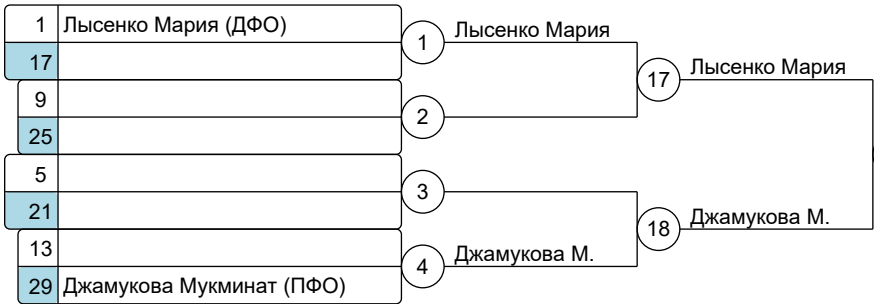 1 Лысенко Мария (ДФО)
17
9
25
5
21
13
29 Джамукова Мукминат (ПФО)
1 Лысенко Мария
2
3
4 Джамукова М.
17 Лысенко Мария
18 Джамукова М.